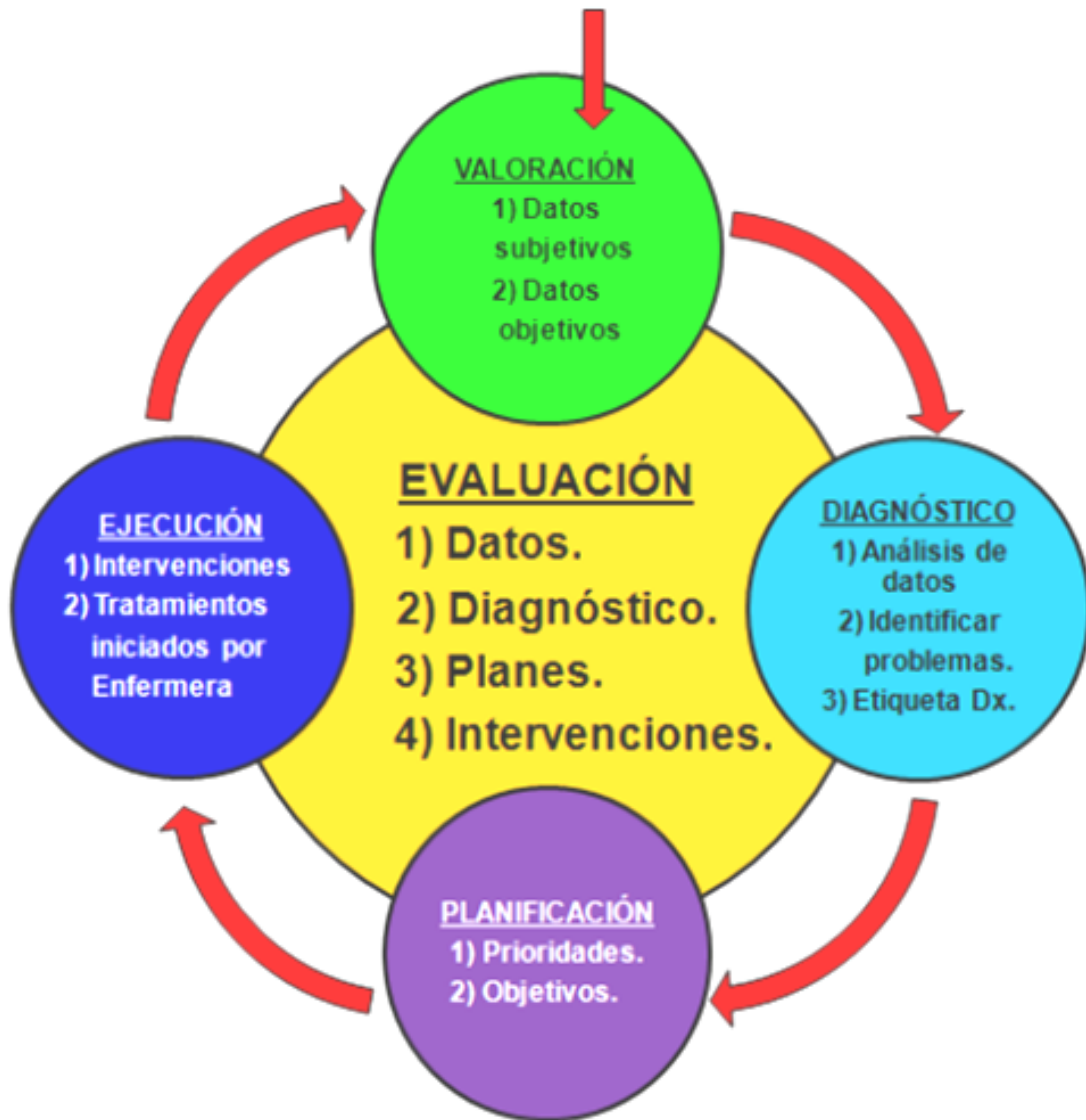 VALORACIÓN
1) Datos
subjetivos
2) Datos
objetivos
DIAGNÓSTICO
1) Análisis de
datos
2) Identificar
problemas.
3) Etiqueta Dx.
PLANIFICACIÓN
1) Prioridades.
2) Objetivos.
EJECUCIÓN
1) Intervenciones
2) Tratamientos
iniciados por
Enfermera
EVALUACIÓN
1) Datos.
2) Diagnóstico.
3) Planes.
4) Intervenciones.